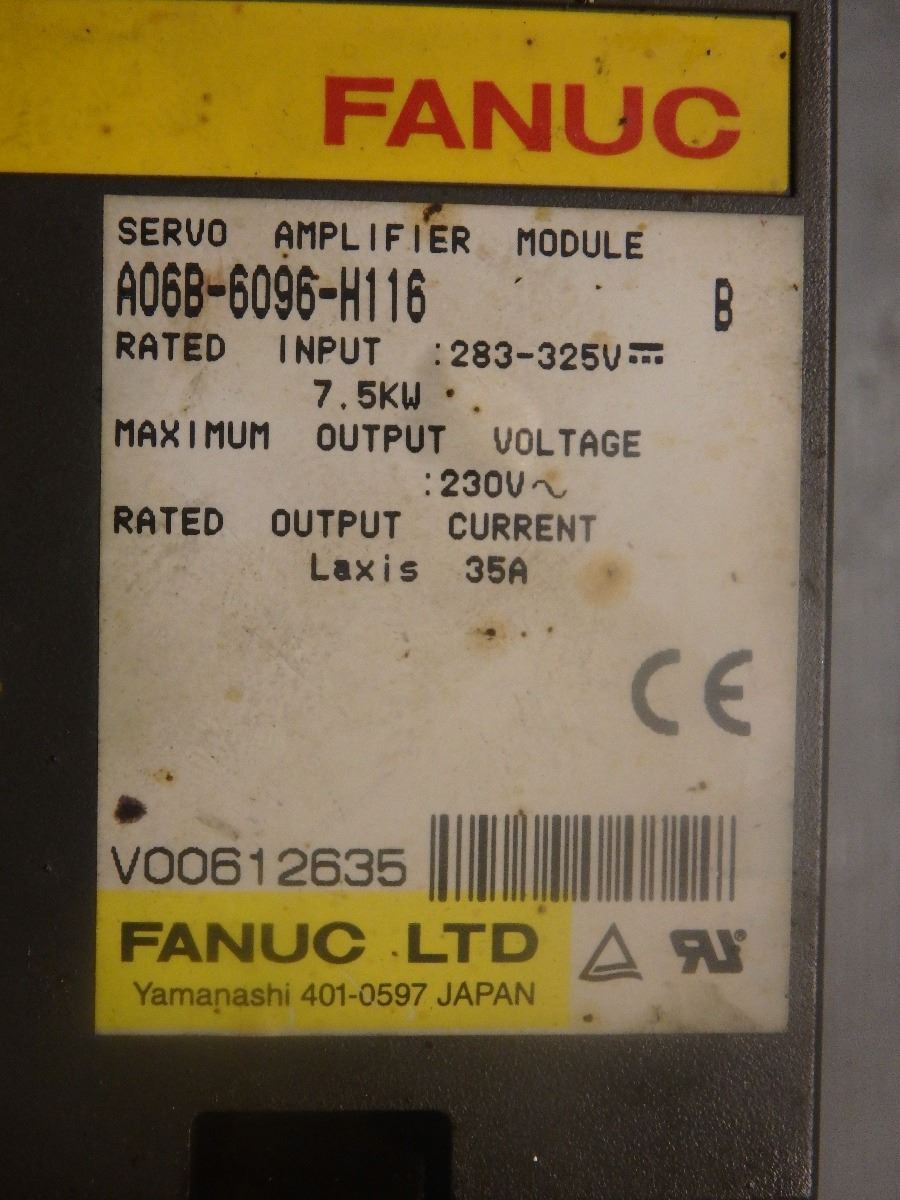 FANUC
SERVO AMPLIFIER MODULE
A06B-6096-H116 B
RATED INPUT :283-325V⎓
7.5KW
MAXIMUM OUTPUT VOLTAGE
:230V~
RATED OUTPUT CURRENT
Laxis 35A
CE
V00612635
FANUC LTD
Yamanashi 401-0597 JAPAN